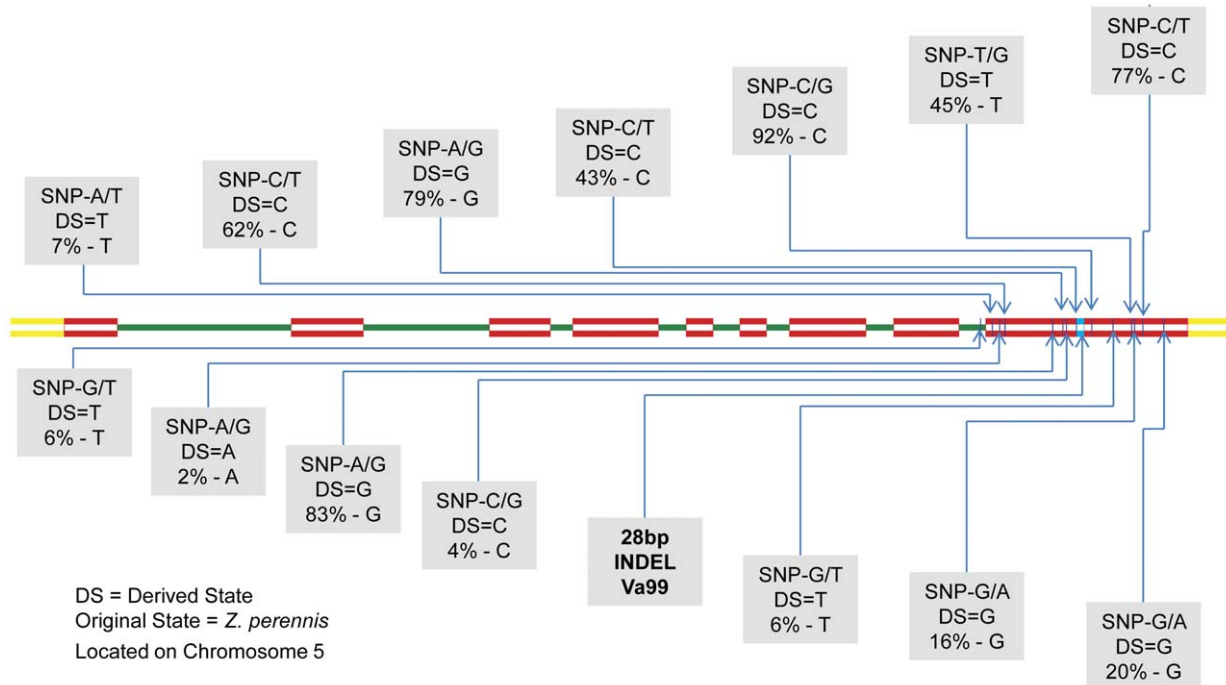 SNP-C/T
DS=C
77% - C
SNP-T/G
DS=T
45% - T
SNP-C/G
DS=C
92% - C
SNP-C/T
DS=C
43% - C
SNP-A/G
DS=G
79% - G
SNP-C/T
DS=C
62% - C
SNP-A/T
DS=T
7% - T
SNP-G/T
DS=T
6% - T
SNP-A/G
DS=A
2% - A
SNP-A/G
DS=G
83% - G
SNP-C/G
DS=C
4% - C
28bp
INDEL
Va99
SNP-G/T
DS=T
6% - T
SNP-G/A
DS=G
16% - G
SNP-G/A
DS=G
20% - G
DS = Derived State
Original State = Z. perennis
Located on Chromosome 5